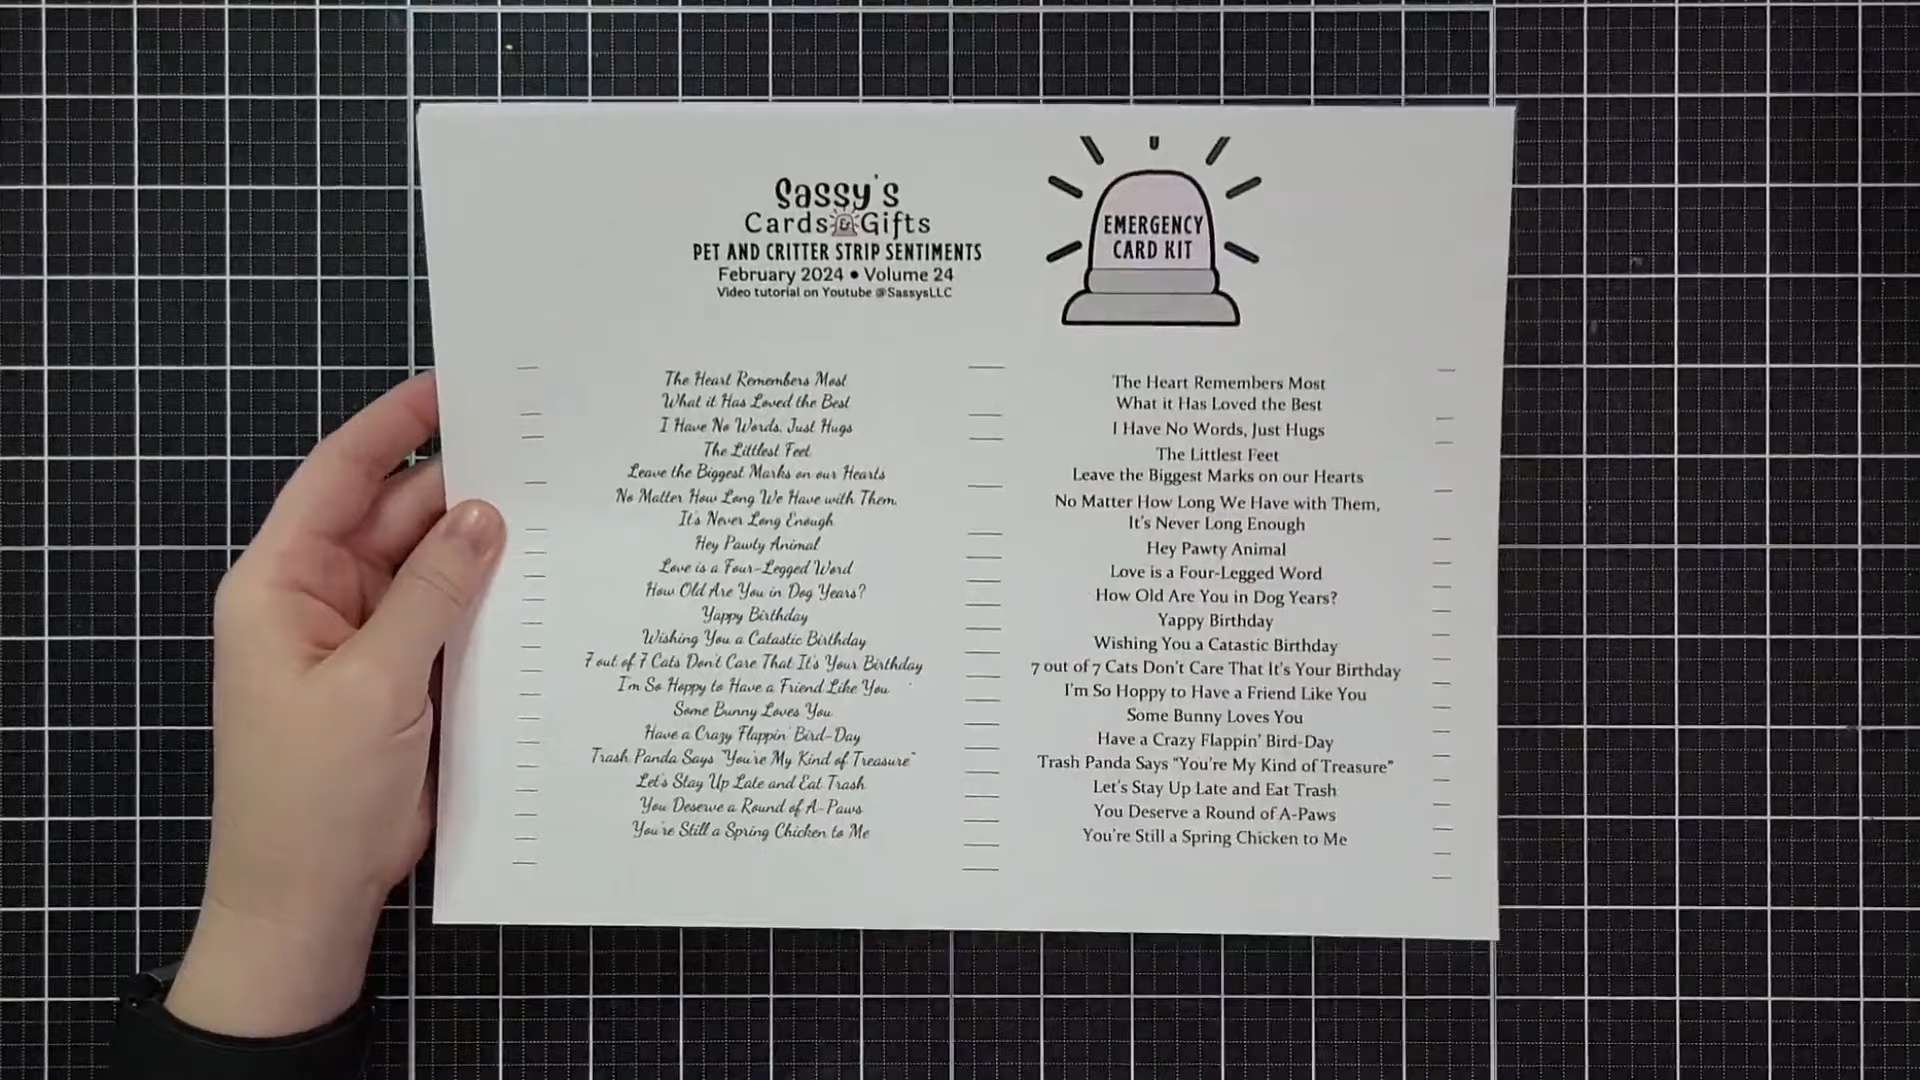 Sassy's
Cards & Gifts
PET AND CRITTER STRIP SENTIMENTS
February 2024 • Volume 24
Video tutorial on Youtube @SassysLLC
EMERGENCY
CARD KIT
The Heart Remembers Most
What it Has Loved the Best
I Have No Words, Just Hugs
The Littlest Feet
Leave the Biggest Marks on our Hearts
No Matter How Long We Have with Them,
It's Never Long Enough
Hey Pawty Animal
Love is a Four-Legged Word
How Old Are You in Dog Years?
Yappy Birthday
Wishing You a Catastic Birthday
7 out of 7 Cats Don't Care That It's Your Birthday
I'm So Hoppy to Have a Friend Like You
Some Bunny Loves You
Have a Crazy Flappin' Bird-Day
Trash Panda Says "You're My Kind of Treasure"
Let's Stay Up Late and Eat Trash
You Deserve a Round of A-Paws
You're Still a Spring Chicken to Me
The Heart Remembers Most
What it Has Loved the Best
I Have No Words, Just Hugs
The Littlest Feet
Leave the Biggest Marks on our Hearts
No Matter How Long We Have with Them,
It's Never Long Enough
Hey Pawty Animal
Love is a Four-Legged Word
How Old Are You in Dog Years?
Yappy Birthday
Wishing You a Catastic Birthday
7 out of 7 Cats Don't Care That It's Your Birthday
I'm So Hoppy to Have a Friend Like You
Some Bunny Loves You
Have a Crazy Flappin' Bird-Day
Trash Panda Says "You're My Kind of Treasure"
Let's Stay Up Late and Eat Trash
You Deserve a Round of A-Paws
You're Still a Spring Chicken to Me